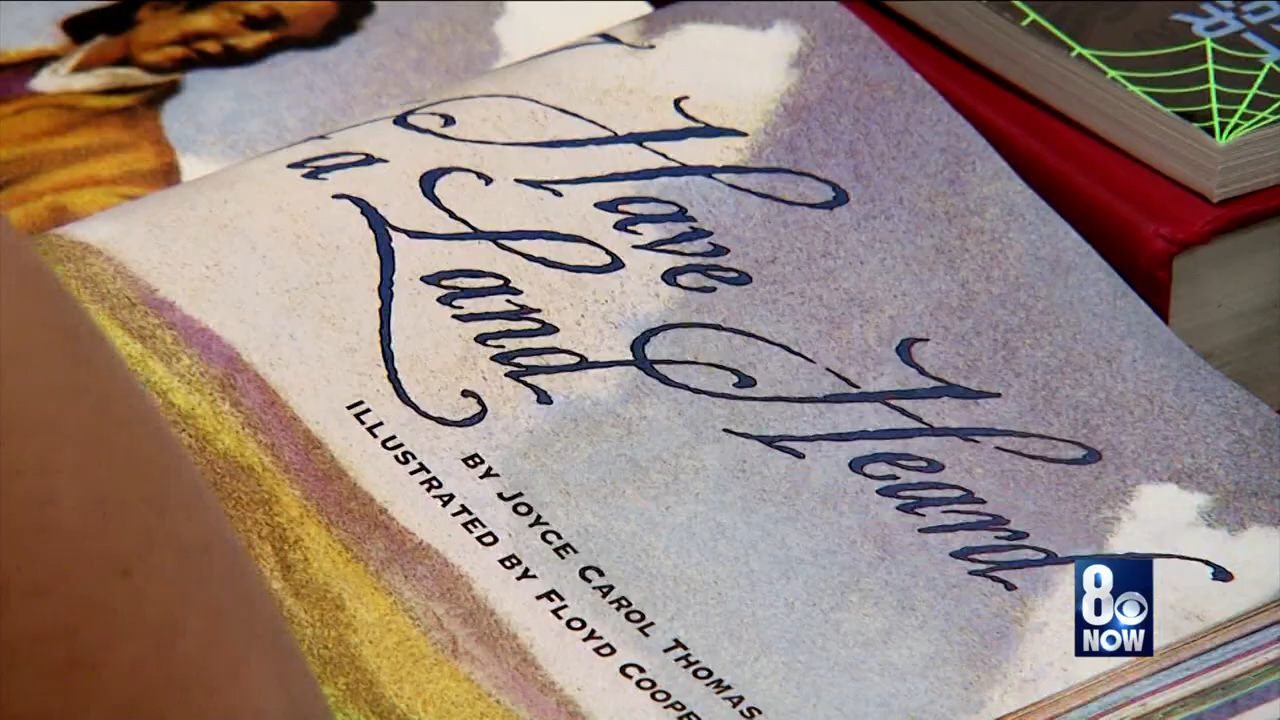 Have Heard
a Land
BY JOYCE CAROL THOMAS
ILLUSTRATED BY FLOYD COOPE
8
NOW